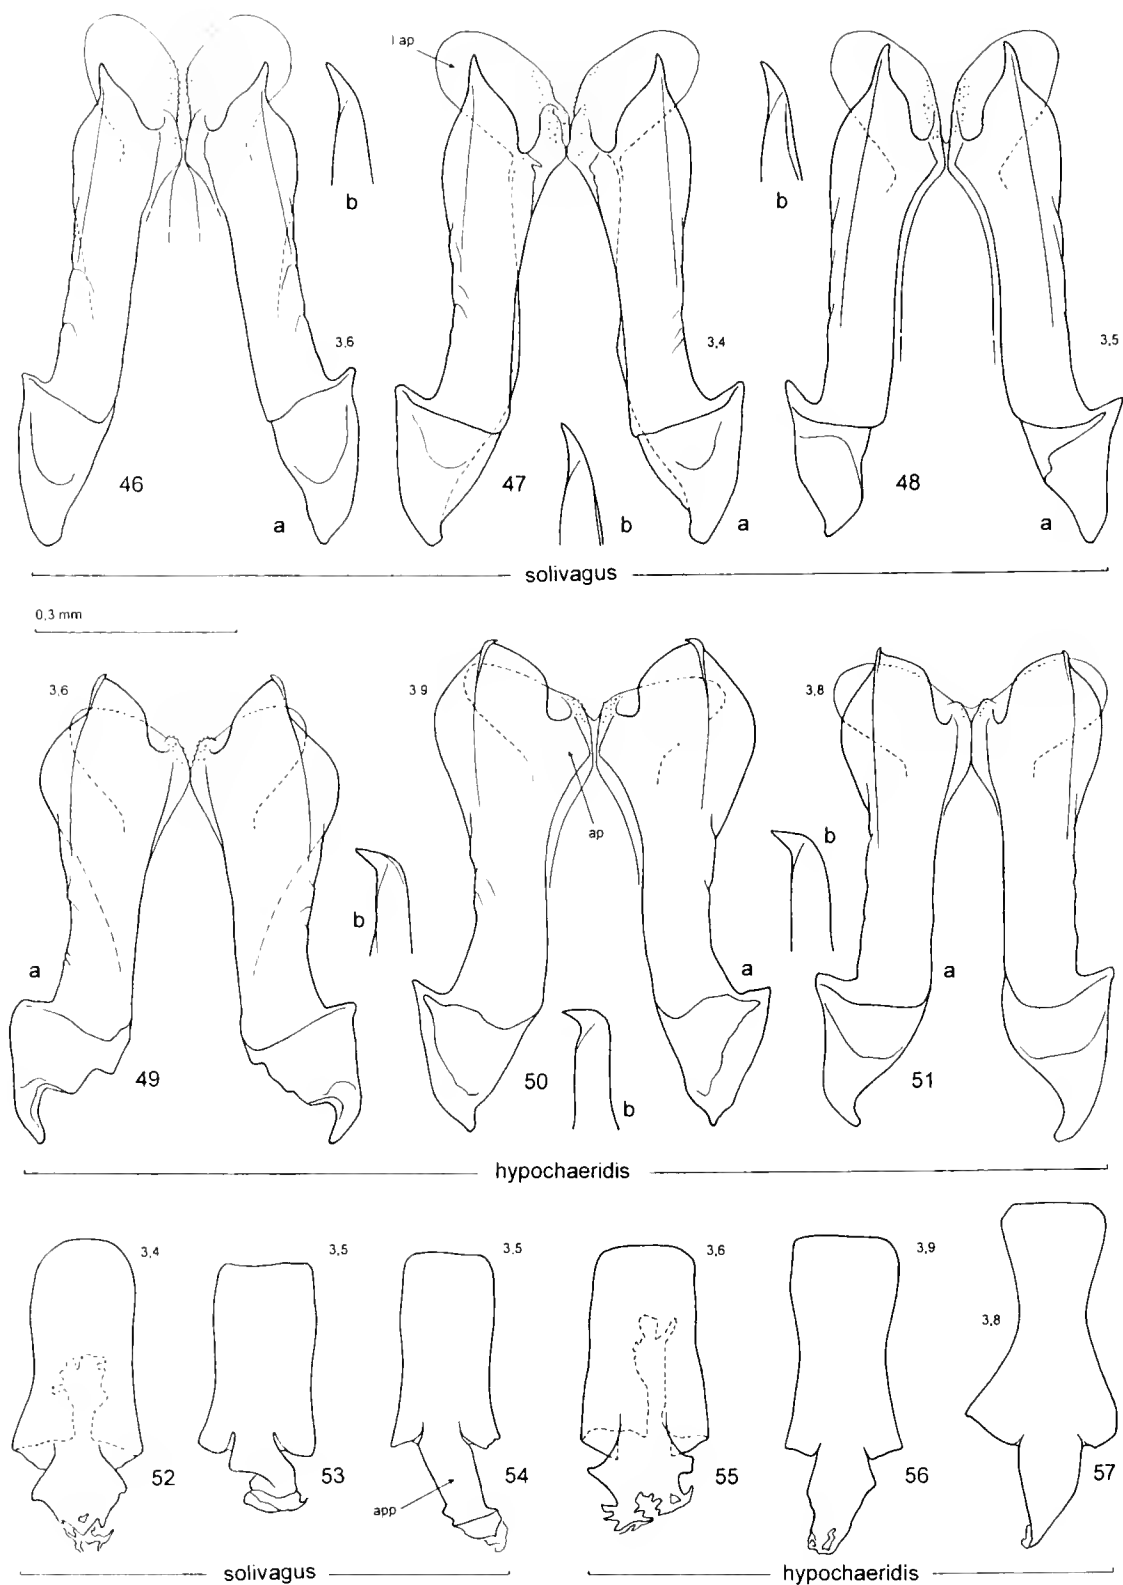 l ap
b
b
3,6
3,4
3,5
46
47
48
a
b
a
a
solivagus
0,3 mm
3,6
3 9
3,8
ap
b
b
a
a
a
49
50
51
b
hypochaeridis
3,4
3,5
3,5
3,6
3,9
3,8
52
53
54
55
56
57
app
solivagus
hypochaeridis